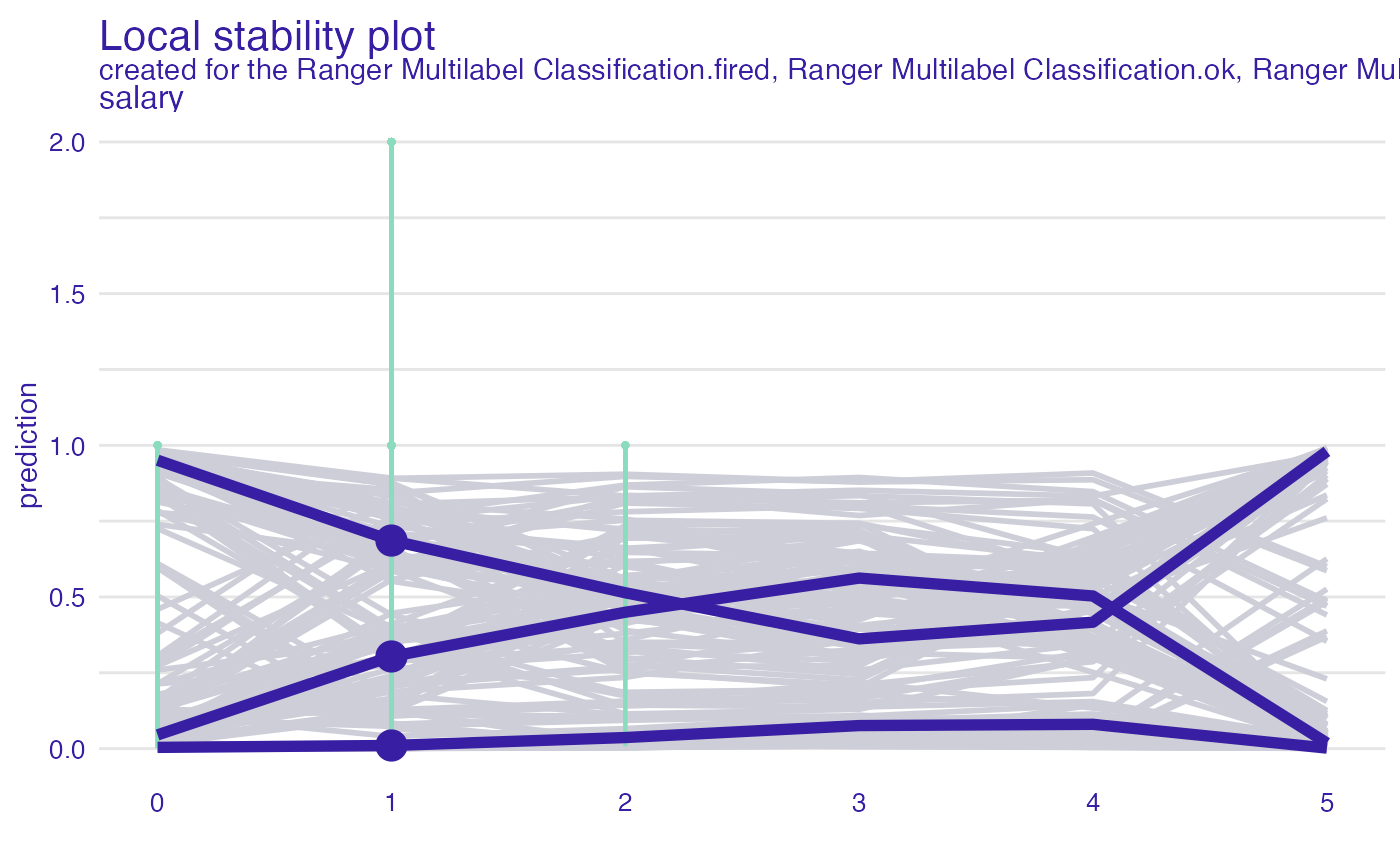 Local stability plot
created for the Ranger Multilabel Classification.fired, Ranger Multilabel Classification.ok, Ranger Mul
salary
2.0
1.5
1.0
0.5
0.0
prediction
0 1 2 3 4 5